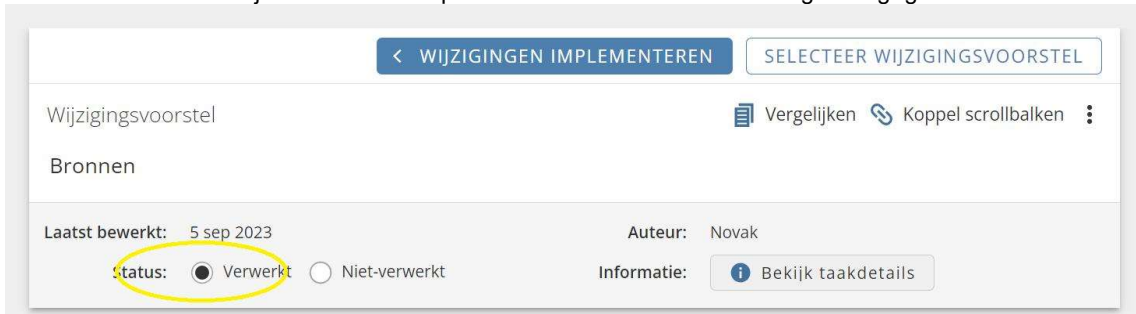 < WIJZIGINGEN IMPLEMENTEREN SELECTEER WIJZIGINGSVOORSTEL
Wijzigingsvoorstel Vergelijken Koppel scrollbalken
Bronnen
Laatst bewerkt: 5 sep 2023 Auteur: Novak
Status: Verwerkt Niet-verwerkt Informatie: Bekijk taakdetails